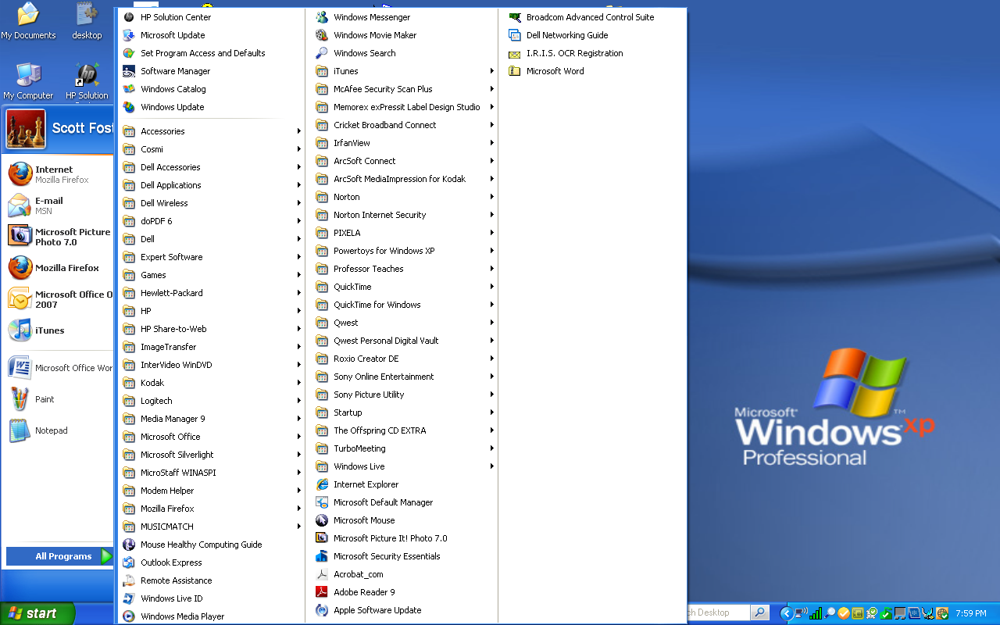 My Documents
desktop
My Computer
HP Solution
Scott Fost
Internet
Mozilla Firefox
E-mail
MSN
Microsoft Picture
Photo 7.0
Mozilla Firefox
Microsoft Office O
2007
iTunes
Microsoft Office Wor
Paint
Notepad
All Programs
start
HP Solution Center
Microsoft Update
Set Program Access and Defaults
Software Manager
Windows Catalog
Windows Update
Accessories
Cosmi
Dell Accessories
Dell Applications
Dell Wireless
doPDF 6
Dell
Expert Software
Games
Hewlett-Packard
HP
HP Share-to-Web
ImageTransfer
InterVideo WinDVD
Kodak
Logitech
Media Manager 9
Microsoft Office
Microsoft Silverlight
MicroStaff WINASPI
Modem Helper
Mozilla Firefox
MUSICMATCH
Mouse Healthy Computing Guide
Outlook Express
Remote Assistance
Windows Live ID
Windows Media Player
Windows Messenger
Windows Movie Maker
Windows Search
iTunes
McAfee Security Scan Plus
Memorex exPressit Label Design Studio
Cricket Broadband Connect
IrfanView
ArcSoft Connect
ArcSoft MediaImpression for Kodak
Norton
Norton Internet Security
PIXELA
Powertoys for Windows XP
Professor Teaches
QuickTime
QuickTime for Windows
Qwest
Qwest Personal Digital Vault
Roxio Creator DE
Sony Online Entertainment
Sony Picture Utility
Startup
The Offspring CD EXTRA
TurboMeeting
Windows Live
Internet Explorer
Microsoft Default Manager
Microsoft Mouse
Microsoft Picture It! Photo 7.0
Microsoft Security Essentials
Acrobat_com
Adobe Reader 9
Apple Software Update
Broadcom Advanced Control Suite
Dell Networking Guide
I.R.I.S. OCR Registration
Microsoft Word
Microsoft®
Windows xp
Professional
ch Desktop
7:59 PM